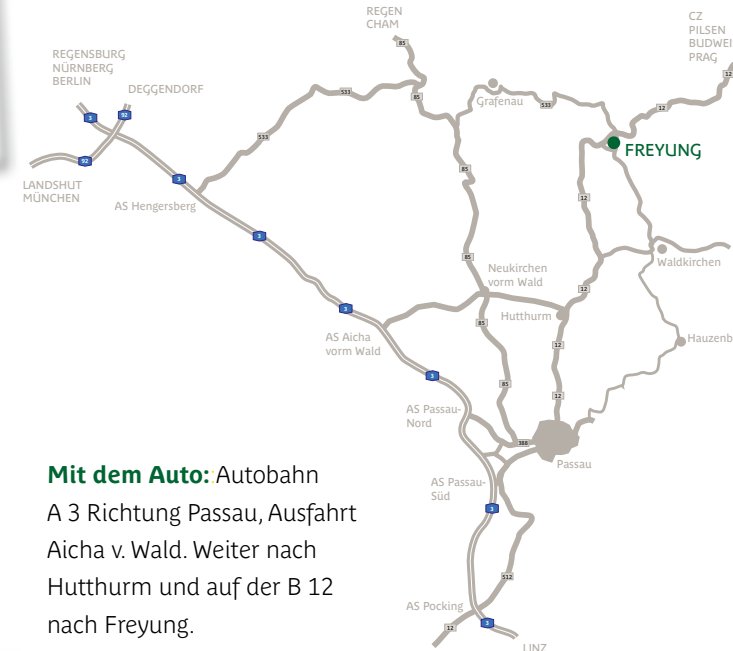 REGEN
CHAM
CZ
PILSEN
BUDWEI
PRAG
85
12
REGENSBURG
NÜRNBERG
BERLIN
DEGGENDORF
533
85
Grafenau
533
12
3
92
533
FREYUNG
92
85
LANDSHUT
MÜNCHEN
3
AS Hengersberg
12
3
85
Waldkirchen
Neukirchen
vorm Wald
12
3
Hutthurm
85
AS Aicha
vorm Wald
12
Hauzenb
3
85
12
AS Passau-
Nord
388
Passau
Mit dem Auto: Autobahn
A 3 Richtung Passau, Ausfahrt
Aicha v. Wald. Weiter nach
Hutthurm und auf der B 12
nach Freyung.
AS Passau-
Süd
3
512
AS Pocking
12
3
LINZ